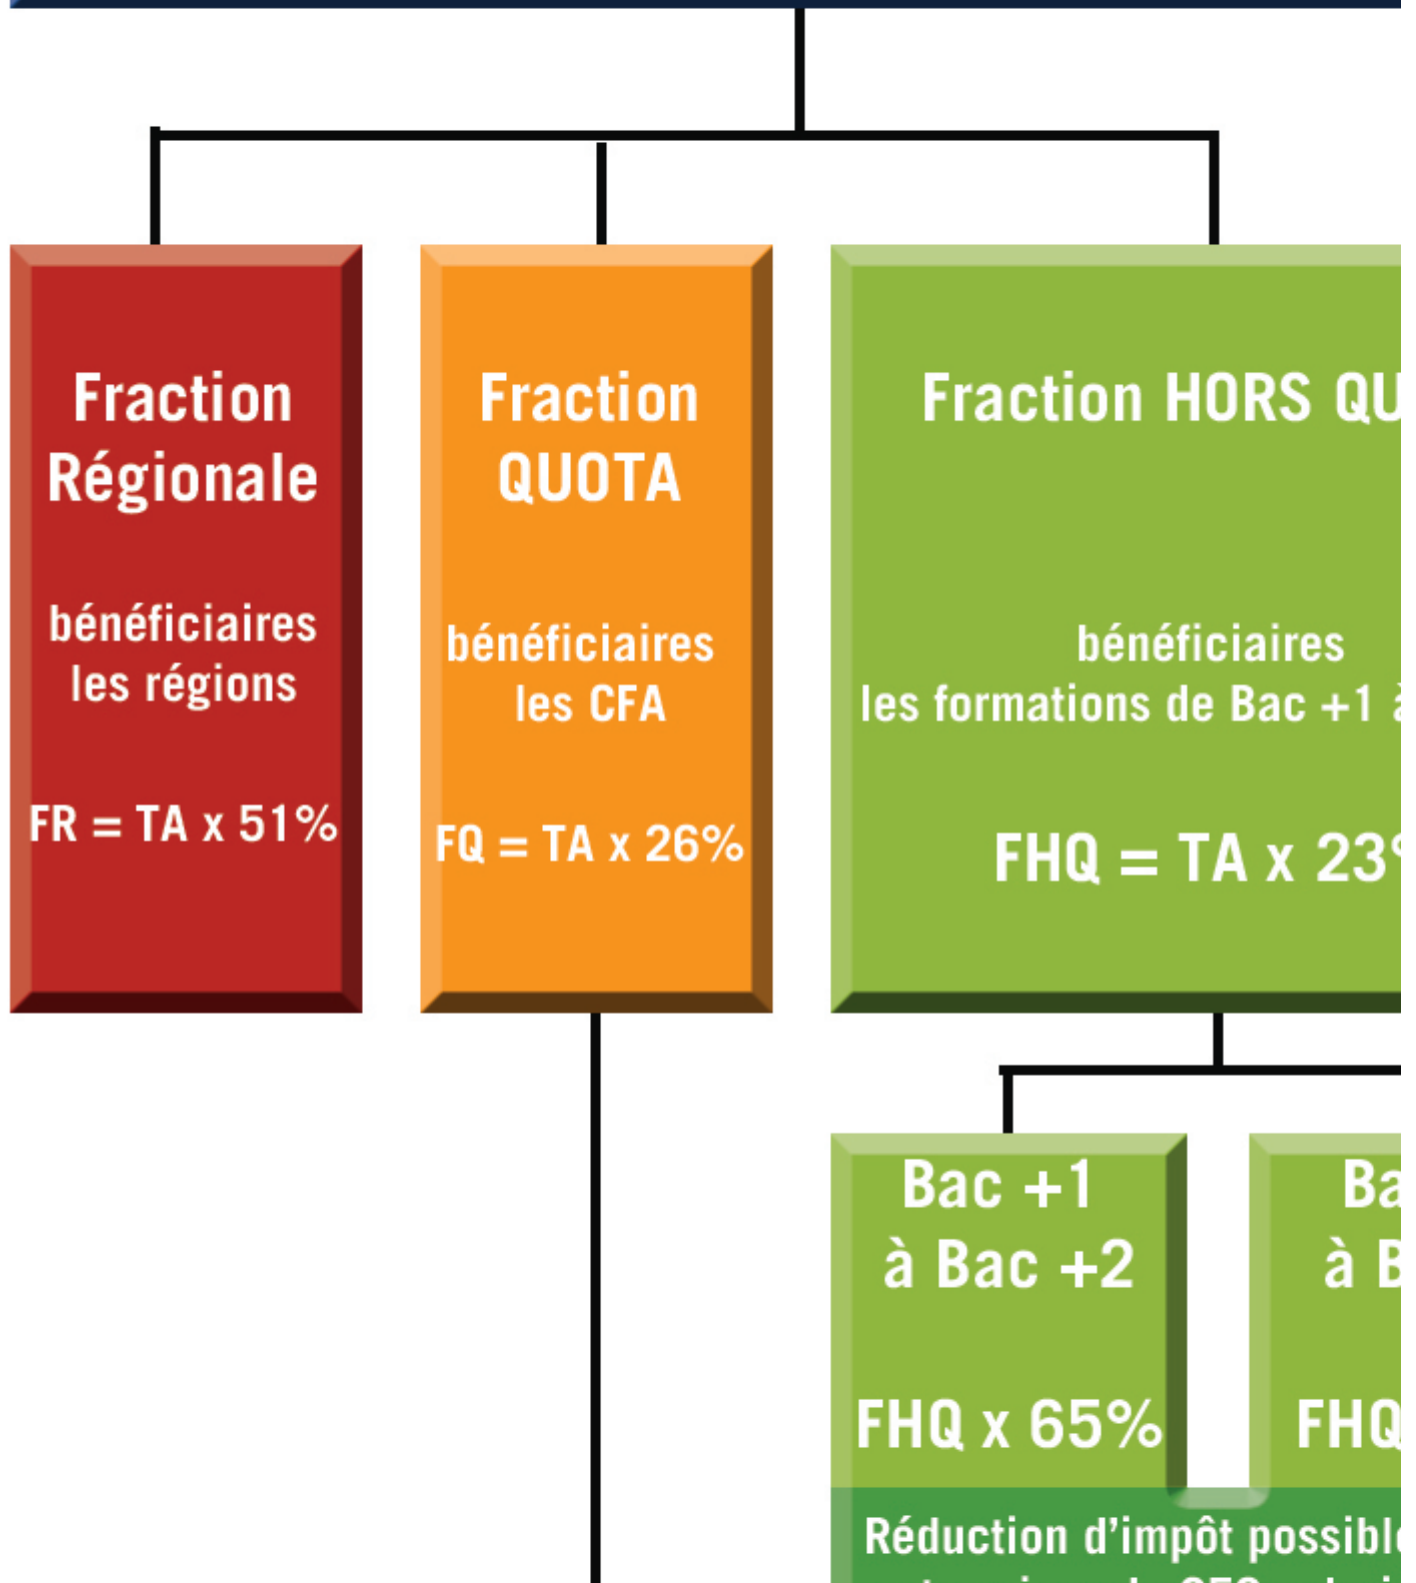 Fraction
Régionale
bénéficiaires
les régions
FR = TA x 51%
Fraction
QUOTA
bénéficiaires
les CFA
FQ = TA x 26%
Fraction HORS QU
bénéficiaires
les formations de Bac +1 à
FHQ = TA x 23%
Bac +1
à Bac +2
FHQ x 65%
Ba
à B
FHQ
Réduction d'impôt possible